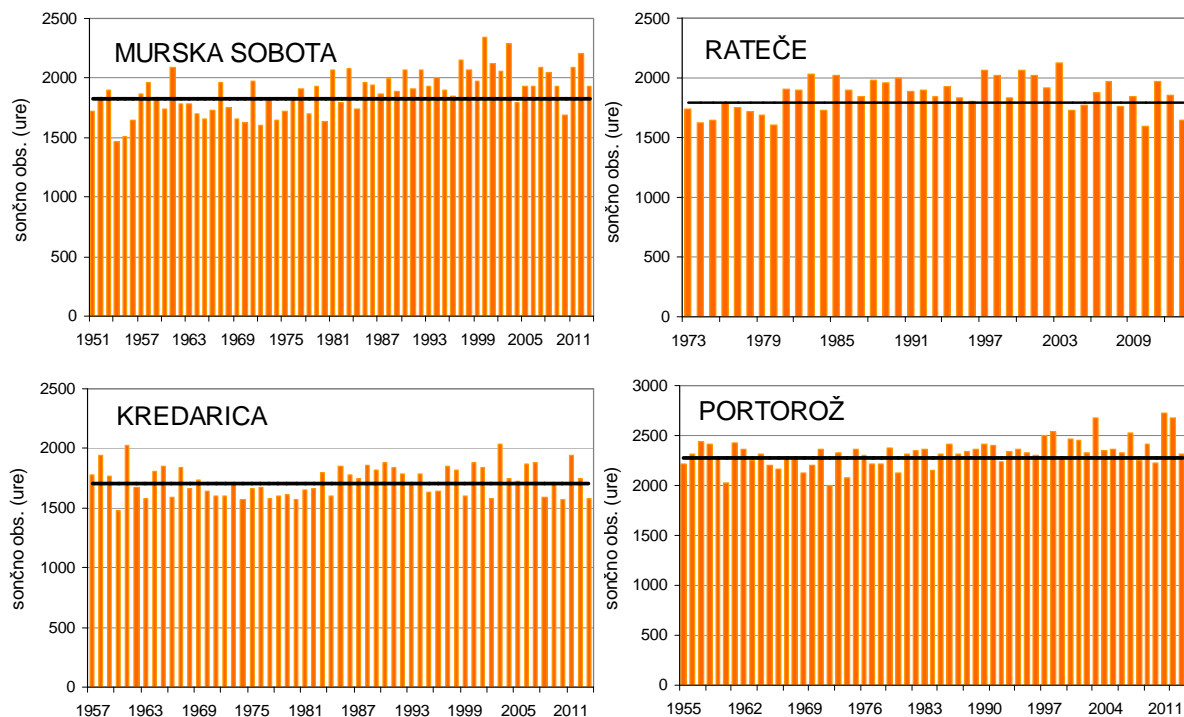 MURSKA SOBOTA
sončno obs. (ure)
2500
2000
1500
1000
500
0
1951 1957 1963 1969 1975 1981 1987 1993 1999 2005 2011
RATEČE
sončno obs. (ure)
2500
2000
1500
1000
500
0
1973 1979 1985 1991 1997 2003 2009
KREDARICA
sončno obs. (ure)
2500
2000
1500
1000
500
0
1957 1963 1969 1975 1981 1987 1993 1999 2005 2011
PORTOROŽ
sončno obs. (ure)
3000
2500
2000
1500
1000
500
0
1955 1962 1969 1976 1983 1990 1997 2004 2011